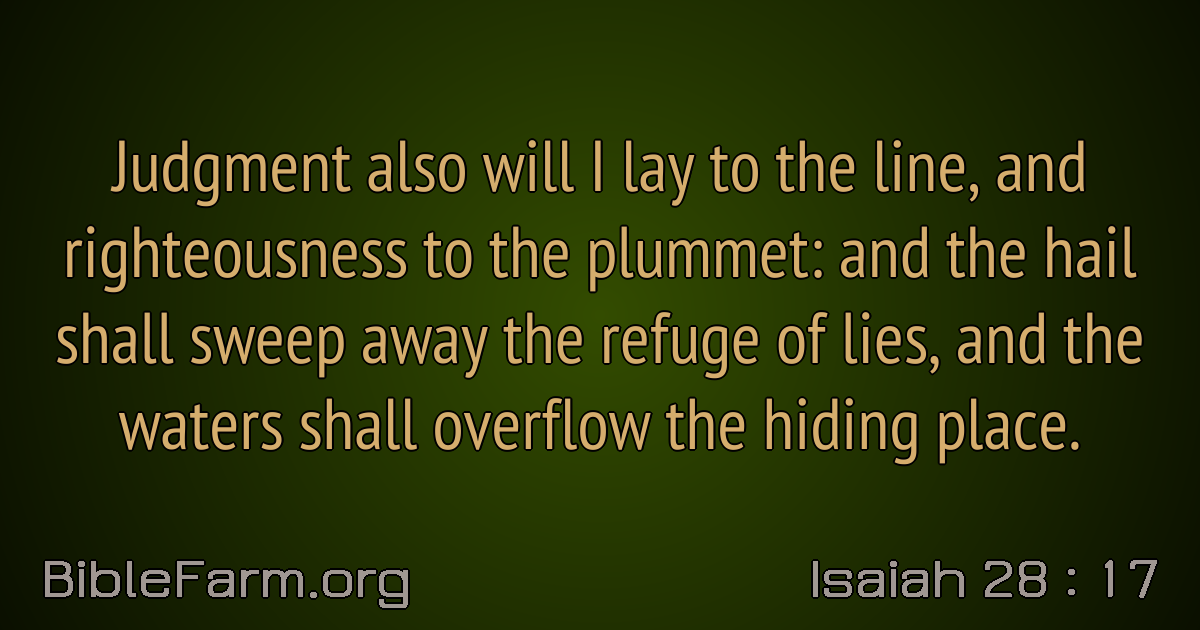 Judgment also will I lay to the line, and
righteousness to the plummet: and the hail
shall sweep away the refuge of lies, and the
waters shall overflow the hiding place.
BibleFarm.org
Isaiah 28 : 17